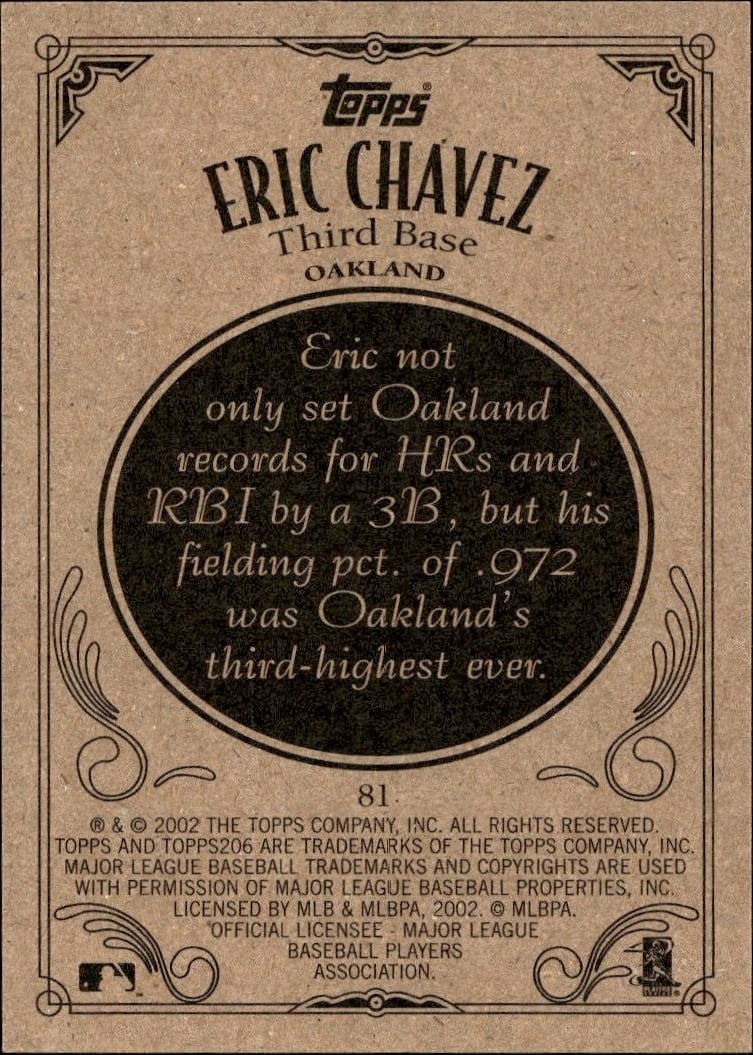 Topps®
ERIC CHAVEZ
Third Base
OAKLAND
Eric not
only set Oakland
records for HRs and
RBI by a 3B, but his
fielding pct. of .972
was Oakland's
third-highest ever.
81
® & © 2002 THE TOPPS COMPANY, INC. ALL RIGHTS RESERVED.
TOPPS AND TOPPS206 ARE TRADEMARKS OF THE TOPPS COMPANY, INC.
MAJOR LEAGUE BASEBALL TRADEMARKS AND COPYRIGHTS ARE USED
WITH PERMISSION OF MAJOR LEAGUE BASEBALL PROPERTIES, INC.
LICENSED BY MLB & MLBPA, 2002. © MLBPA.
OFFICIAL LICENSEE - MAJOR LEAGUE
BASEBALL PLAYERS
ASSOCIATION.